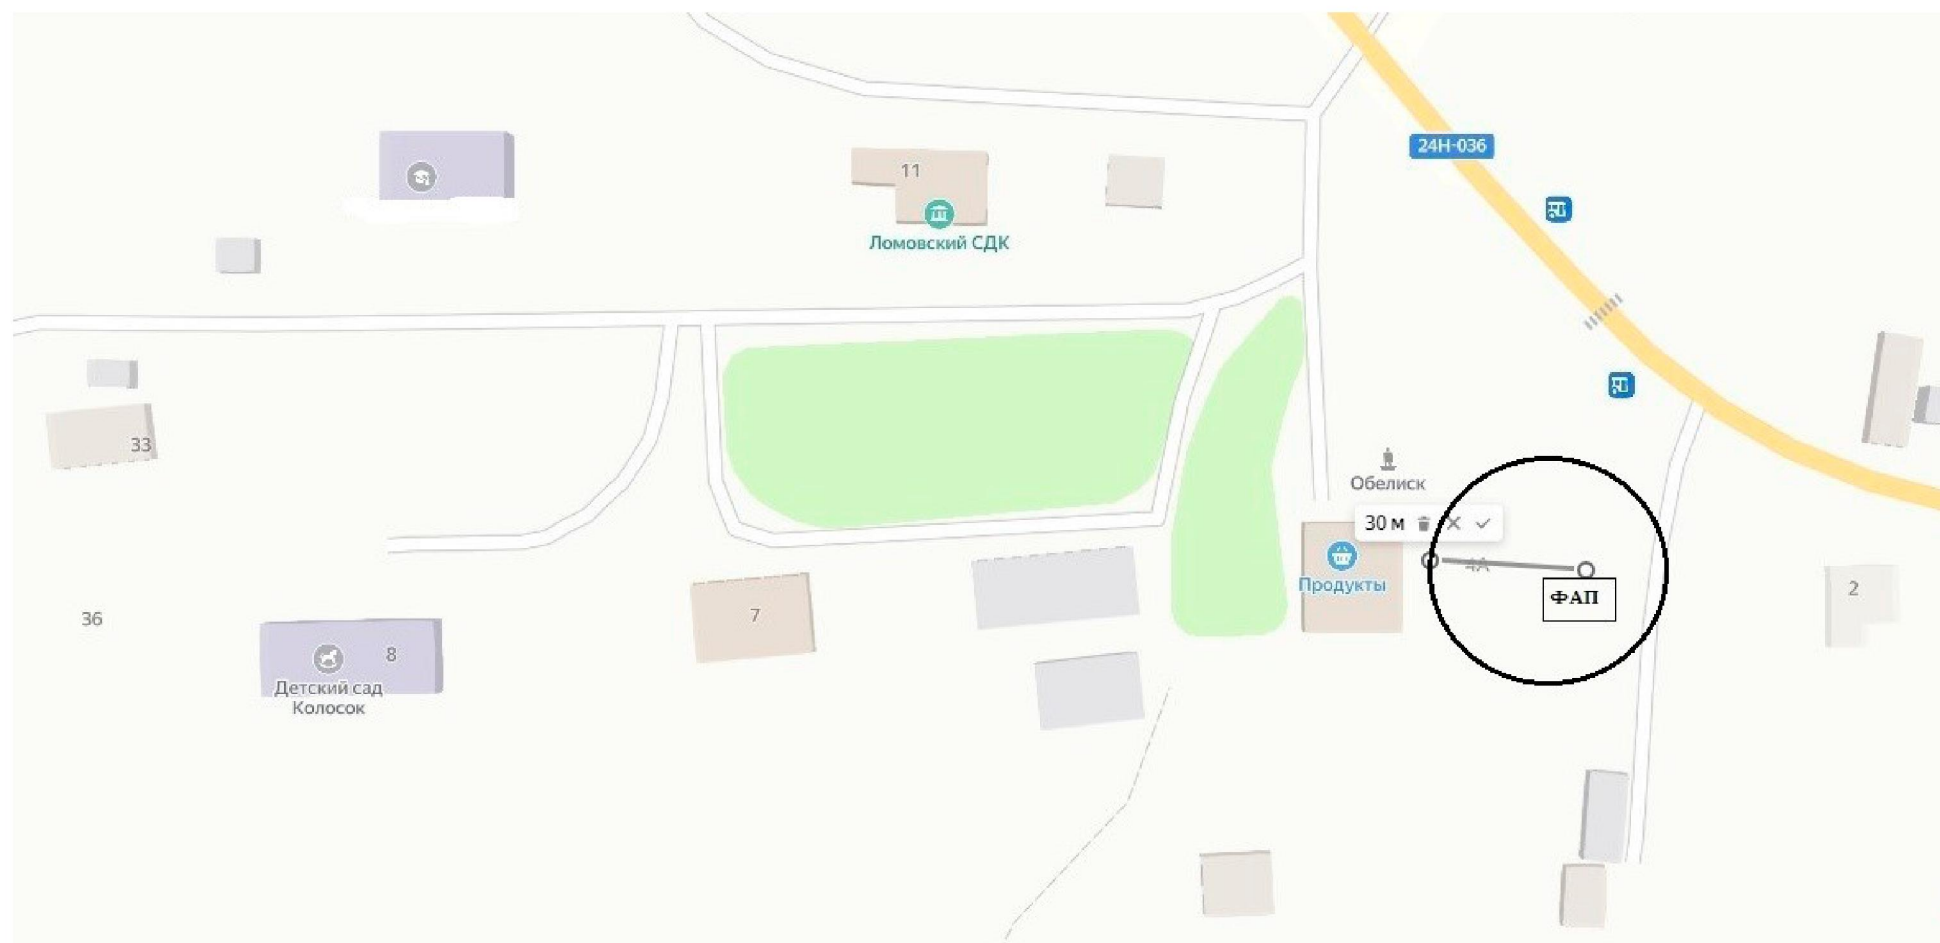 24Н-036
11
Ломовский СДК
33
Обелиск
30 м
4А
Продукты
ФАП
2
7
36
8
Детский сад
Колосок